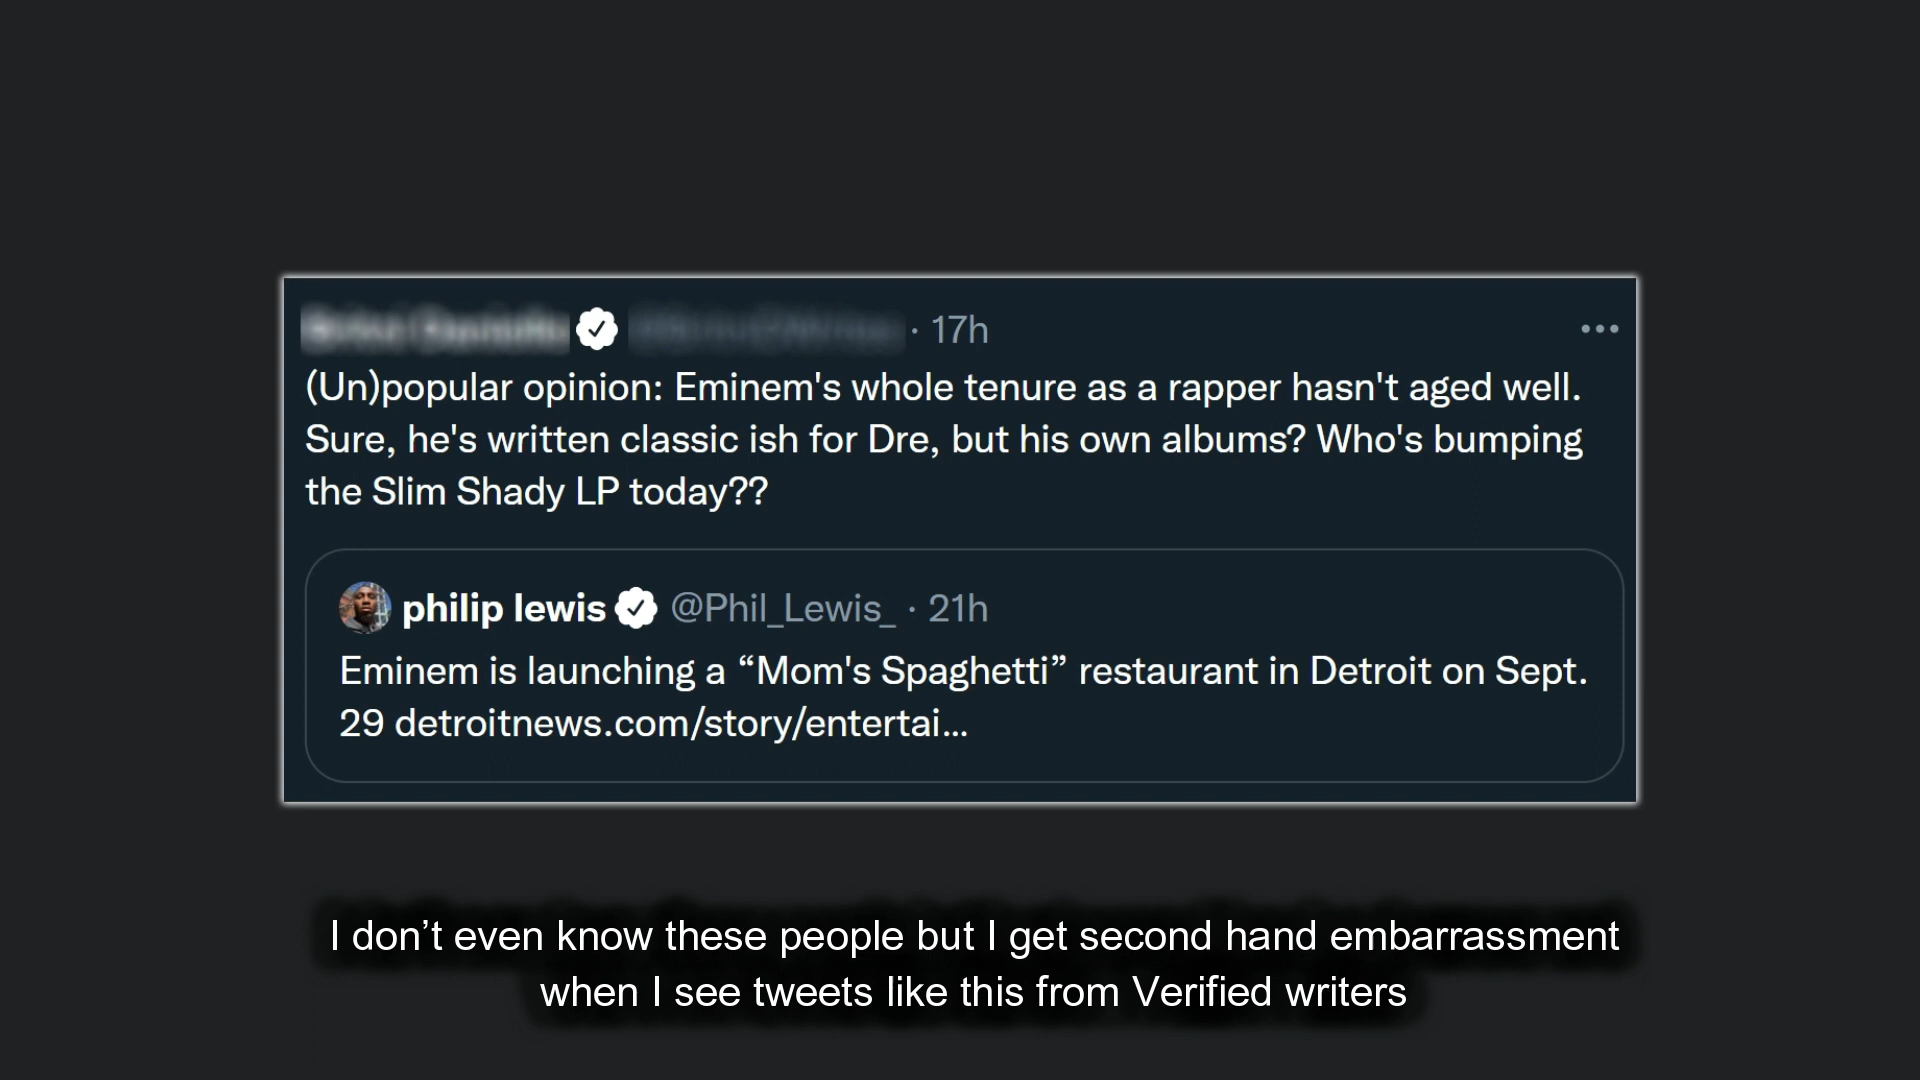 · 17h
(Un)popular opinion: Eminem's whole tenure as a rapper hasn't aged well.
Sure, he's written classic ish for Dre, but his own albums? Who's bumping
the Slim Shady LP today??
philip lewis @Phil_Lewis_ · 21h
Eminem is launching a “Mom's Spaghetti” restaurant in Detroit on Sept.
29 detroitnews.com/story/entertai...
I don’t even know these people but I get second hand embarrassment
when I see tweets like this from Verified writers